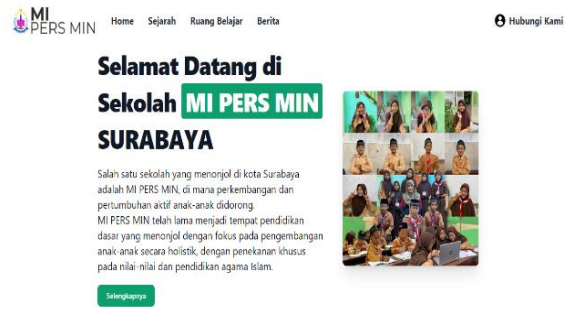 MI
PERS MIN
Home Sejarah Ruang Belajar Berita
Hubungi Kami
Selamat Datang di
Sekolah MI PERS MIN
SURABAYA
Salah satu sekolah yang menonjol di kota Surabaya
adalah MI PERS MIN, di mana perkembangan dan
pertumbuhan aktif anak-anak didorong.
MI PERS MIN telah lama menjadi tempat pendidikan
dasar yang menonjol dengan fokus pada pengembangan
anak-anak secara holistik, dengan penekanan khusus
pada nilai-nilai dan pendidikan agama Islam.
Selengkapnya